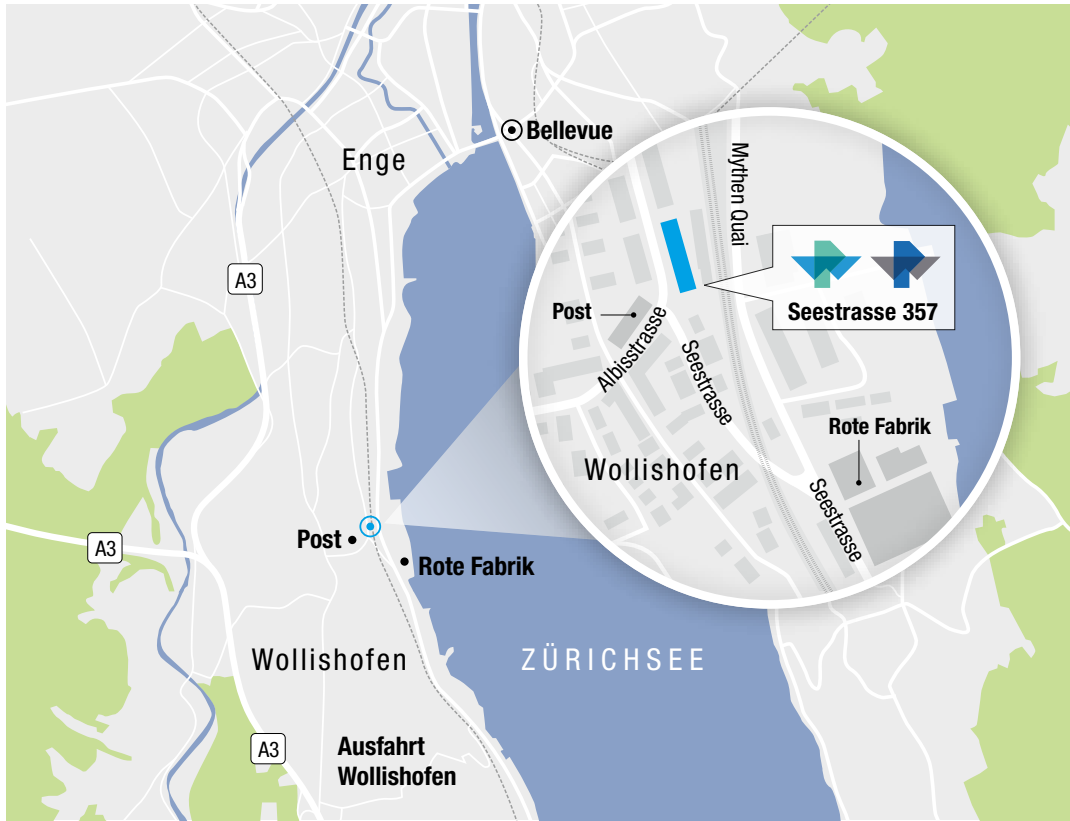 Bellevue
Enge
Mythen Quai
A3
Seestrasse 357
Post
Albisstrasse
Seestrasse
Rote Fabrik
Wollishofen
Seestrasse
A3
Post
Rote Fabrik
Wollishofen
ZÜRICHSEE
A3
Ausfahrt
Wollishofen